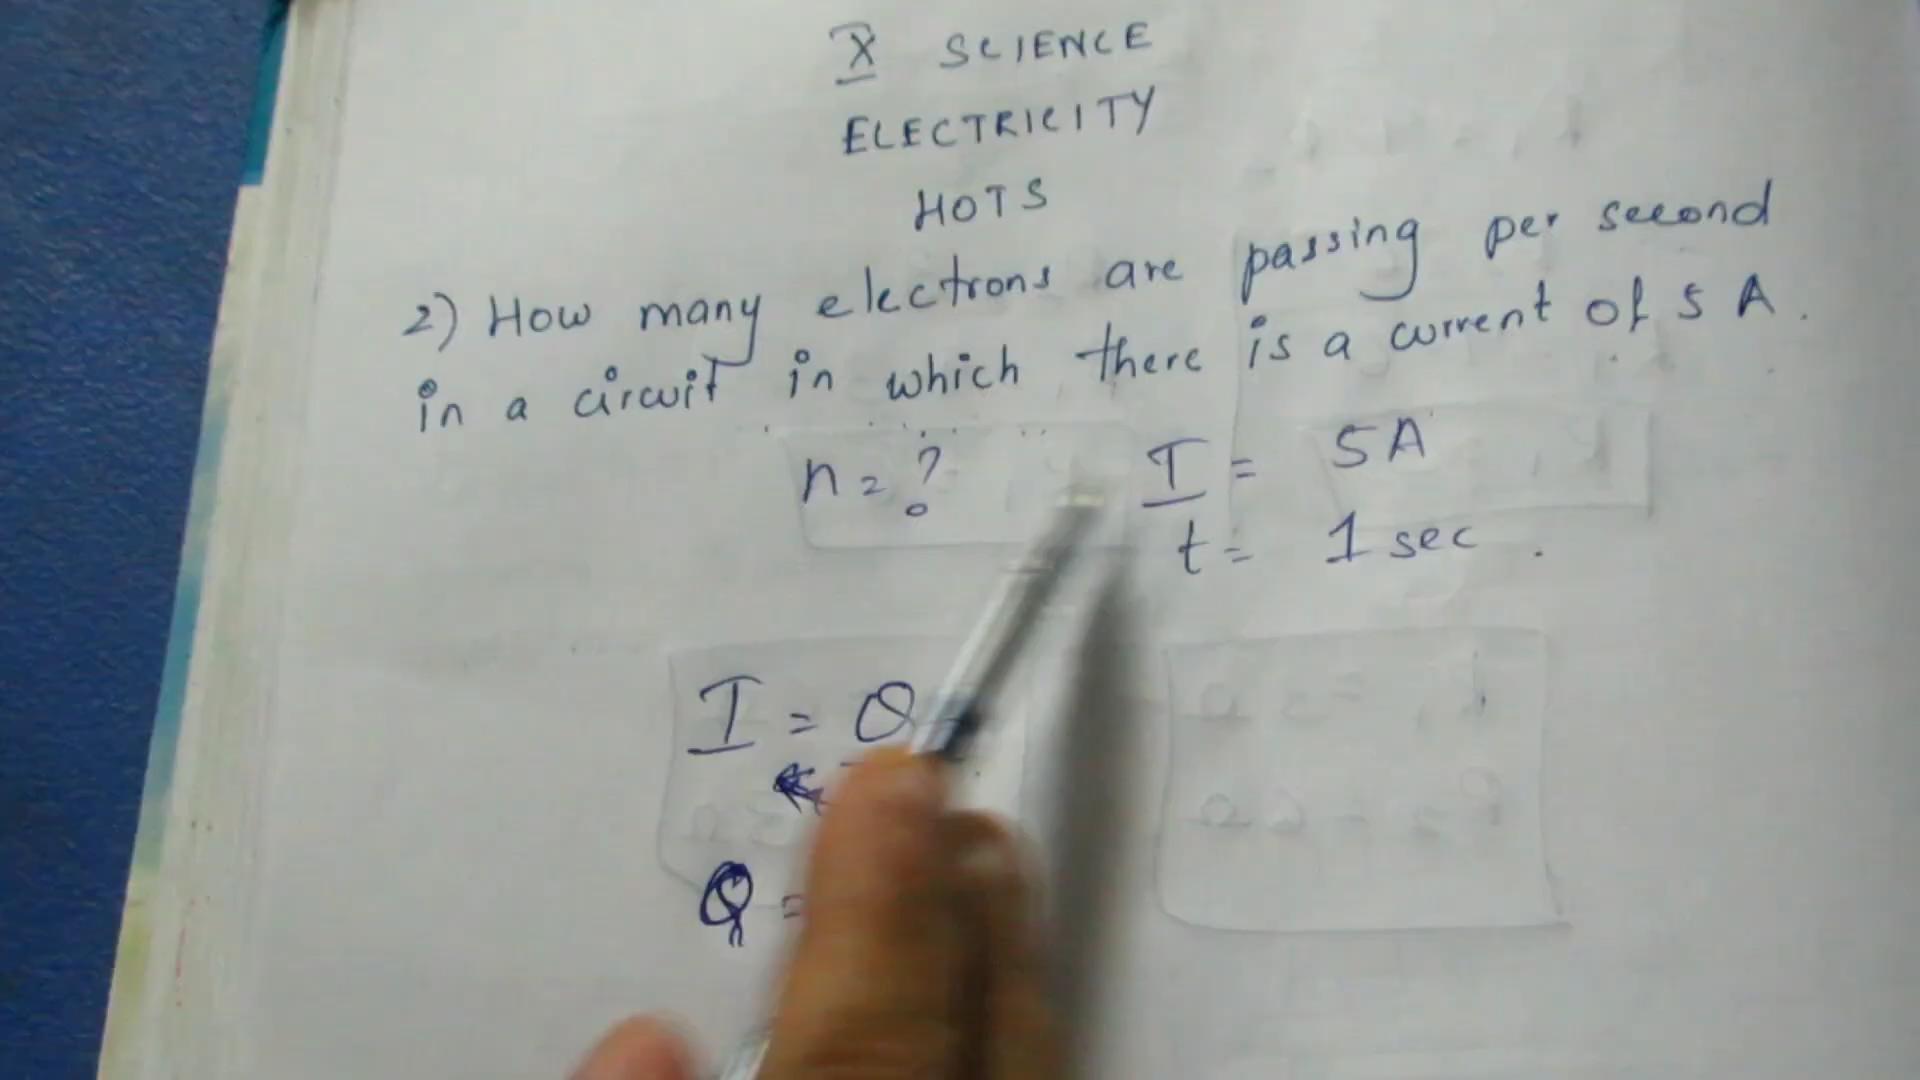 X SCIENCE
ELECTRICITY
HOTS
2) How many electrons are passing per second
in a circuit in which there is a current of 5 A.
n = ? I = 5A
t = 1 sec.
I = Q
Q =